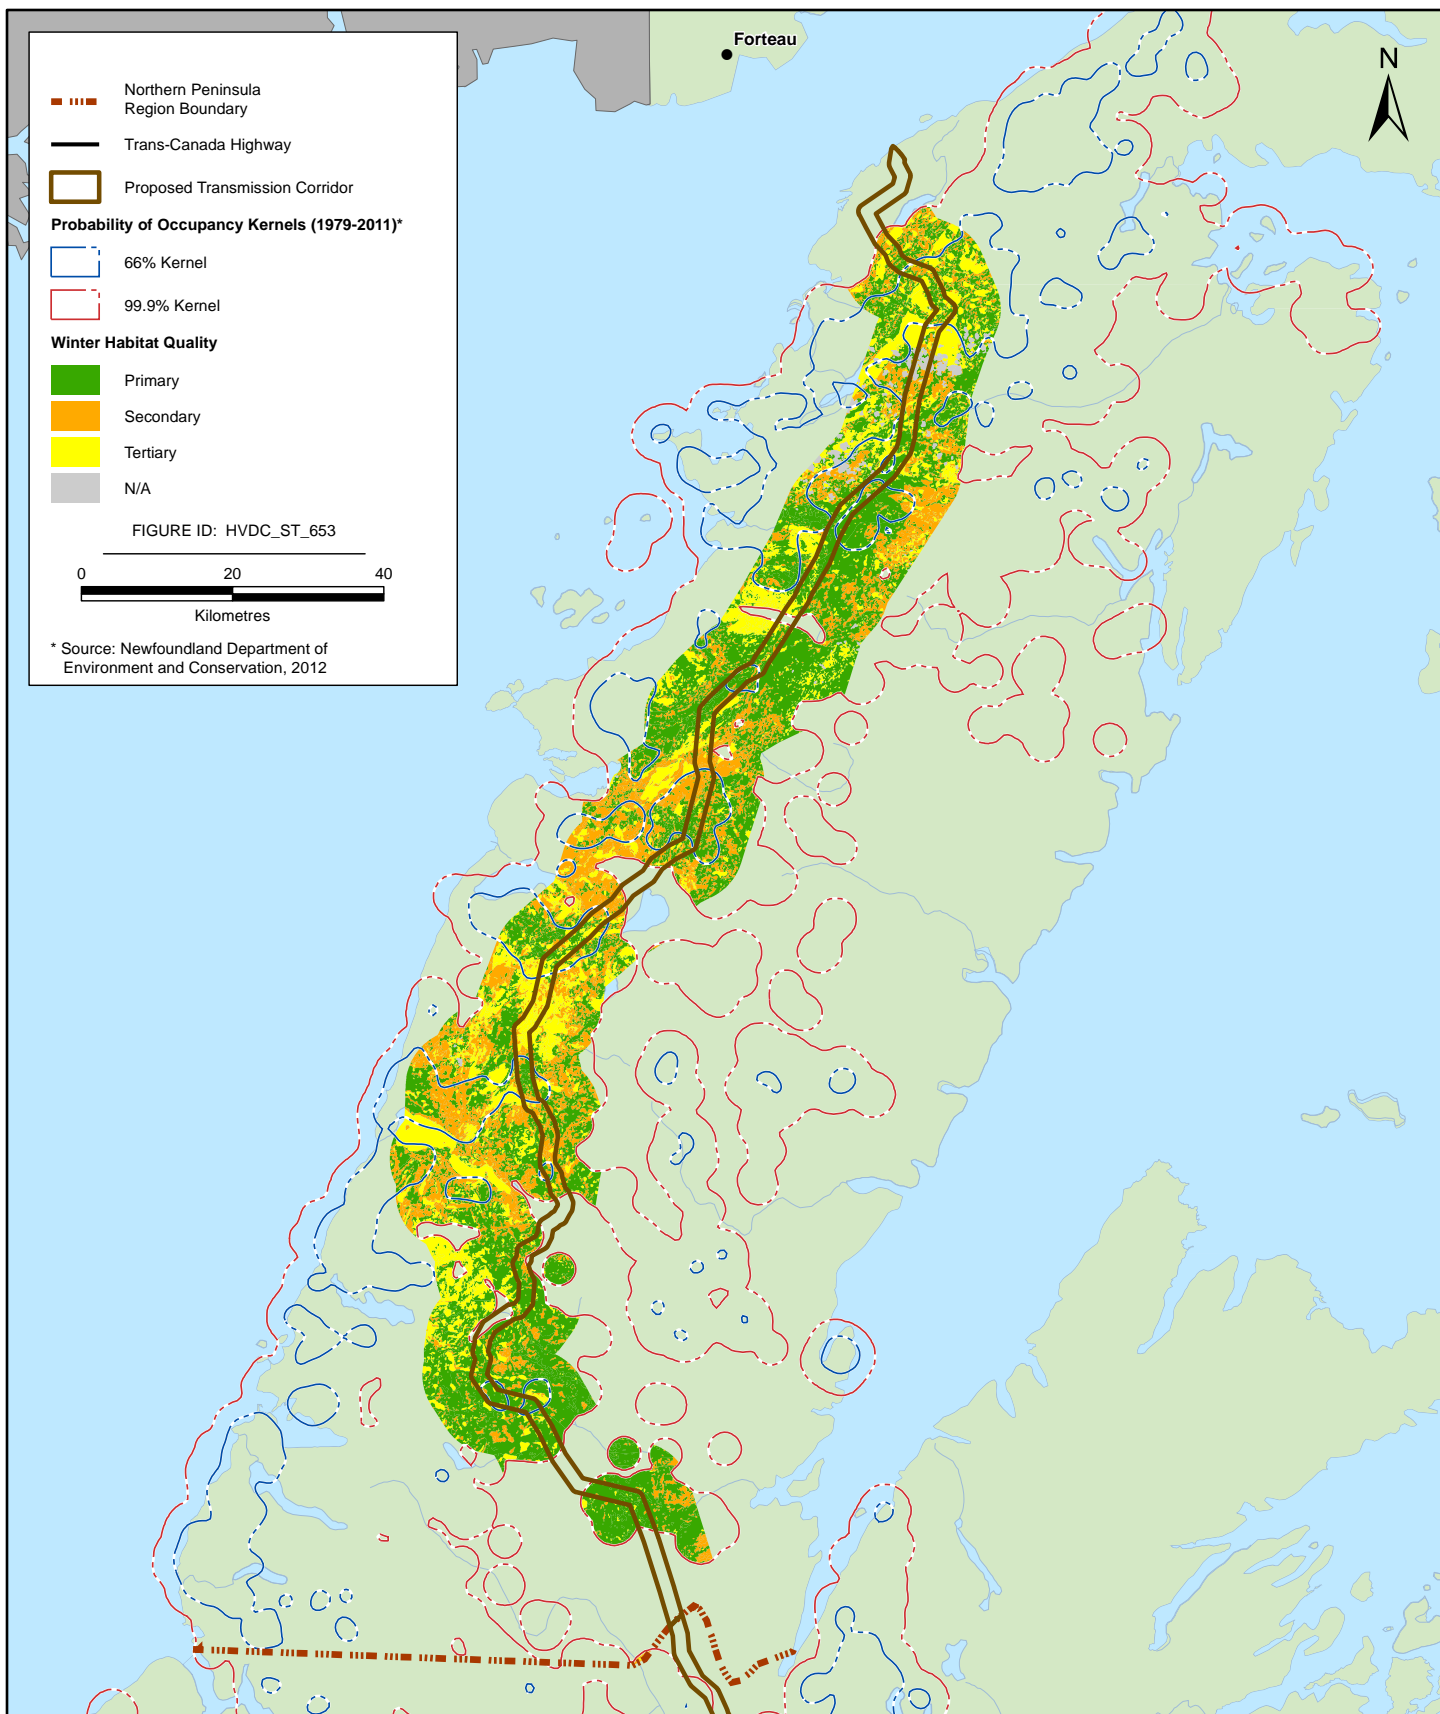 Forteau
N
Northern Peninsula
Region Boundary
Trans-Canada Highway
Proposed Transmission Corridor
Probability of Occupancy Kernels (1979-2011)*
66% Kernel
99.9% Kernel
Winter Habitat Quality
Primary
Secondary
Tertiary
N/A
FIGURE ID: HVDC_ST_653
0 20 40
Kilometres
* Source: Newfoundland Department of
Environment and Conservation, 2012